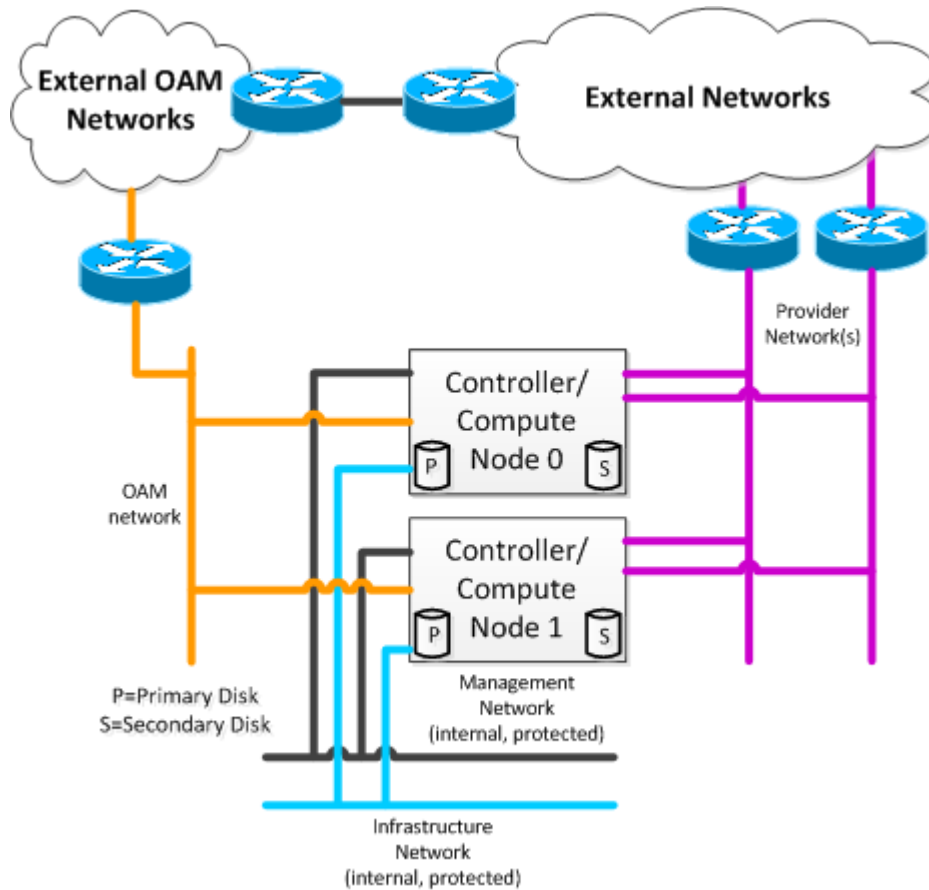 External OAM
Networks
External Networks
Provider
Network(s)
Controller/
Compute
Node 0
P
S
OAM
network
Controller/
Compute
Node 1
P
S
P=Primary Disk
S=Secondary Disk
Management
Network
(internal, protected)
Infrastructure
Network
(internal, protected)